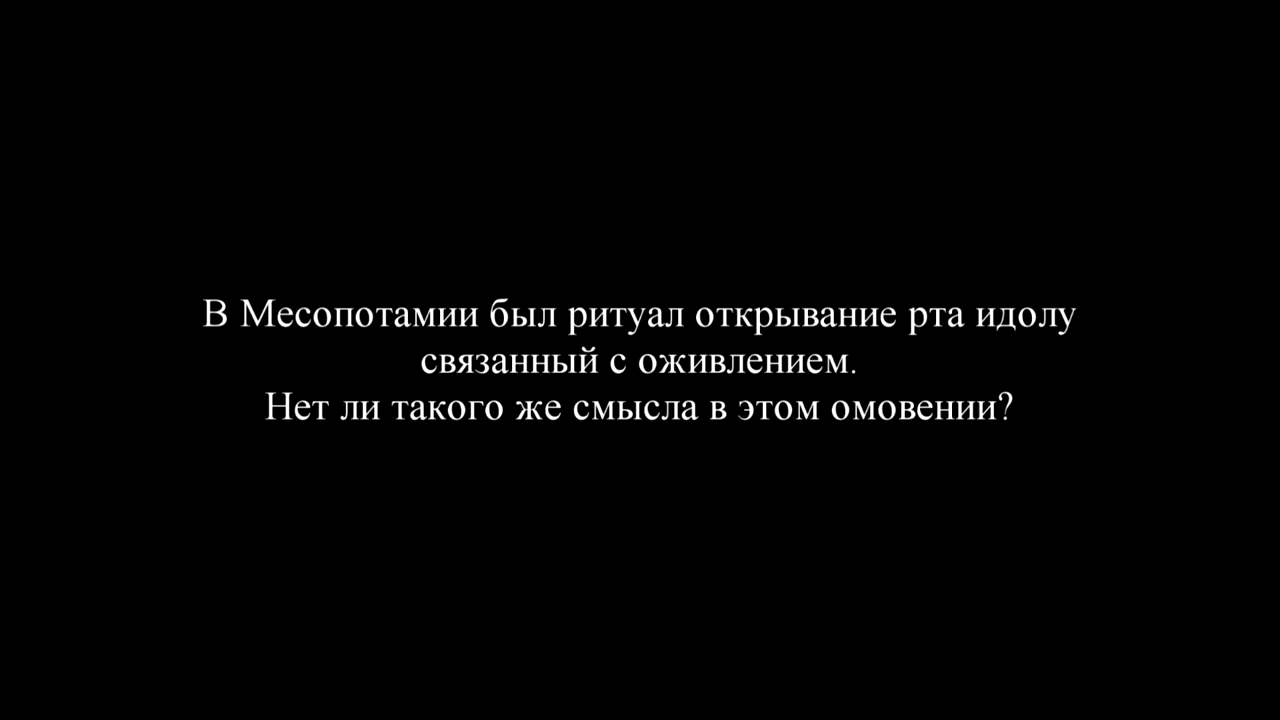 В Месопотамии был ритуал открывание рта идолу
связанный с оживлением.
Нет ли такого же смысла в этом омовении?